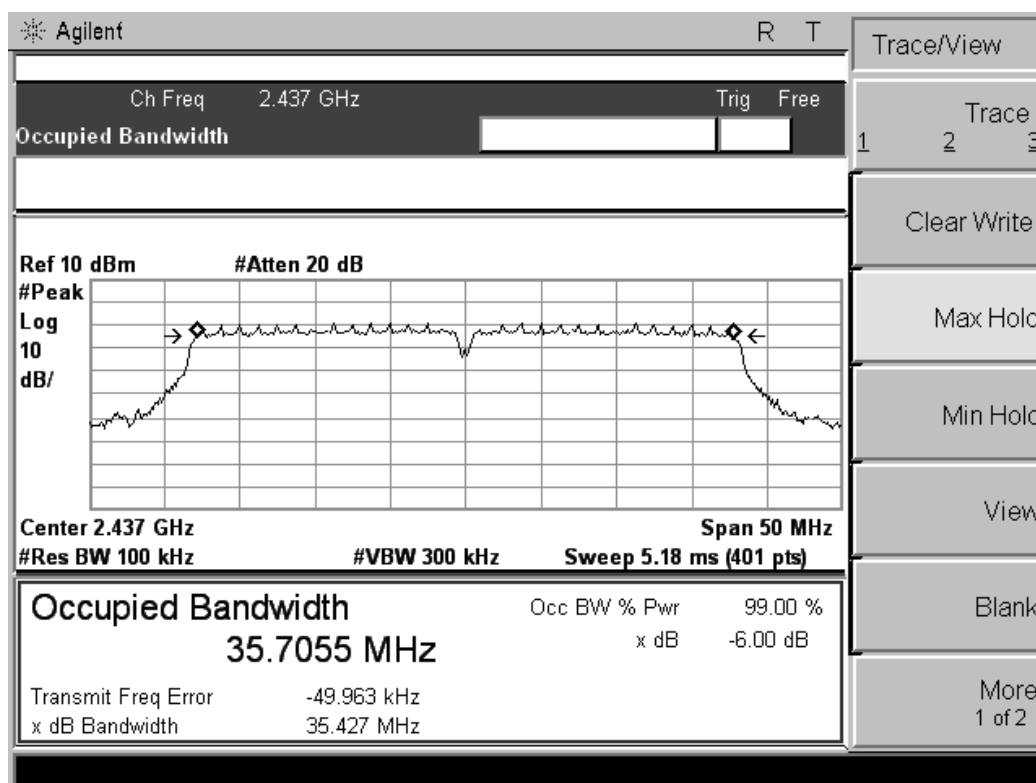 Agilent R T
Ch Freq 2.437 GHz Trig Free
Occupied Bandwidth
Ref 10 dBm #Atten 20 dB
#Peak
Log
10
dB/
Center 2.437 GHz Span 50 MHz
#Res BW 100 kHz #VBW 300 kHz Sweep 5.18 ms (401 pts)
Occupied Bandwidth
35.7055 MHz
Occ BW % Pwr 99.00 %
x dB -6.00 dB
Transmit Freq Error -49.963 kHz
x dB Bandwidth 35.427 MHz
Trace/View
Trace
1 2 3
Clear Write
Max Hold
Min Hold
View
Blank
More
1 of 2